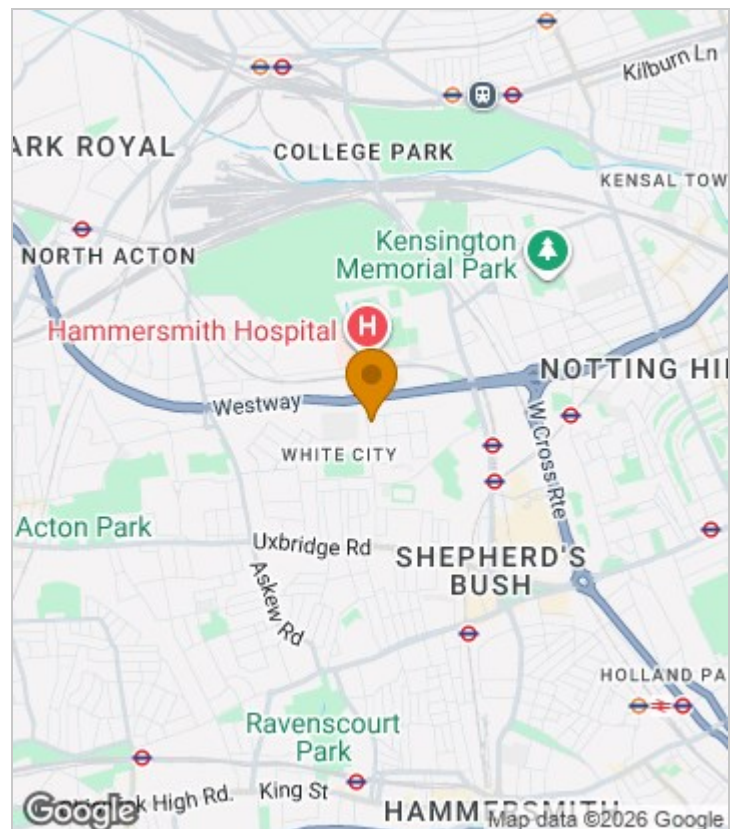 Kilburn Ln
ARK ROYAL
COLLEGE PARK
KENSAL TOW
NORTH ACTON
Kensington
Memorial Park
Hammersmith Hospital
H
NOTTING HI
Westway
W Cross Rte
WHITE CITY
Acton Park
Uxbridge Rd
SHEPHERD'S
BUSH
Askew Rd
HOLLAND PA
Ravenscourt
Park
King St
k High Rd.
HAMMERSMITH
Google
Map data ©2026 Google